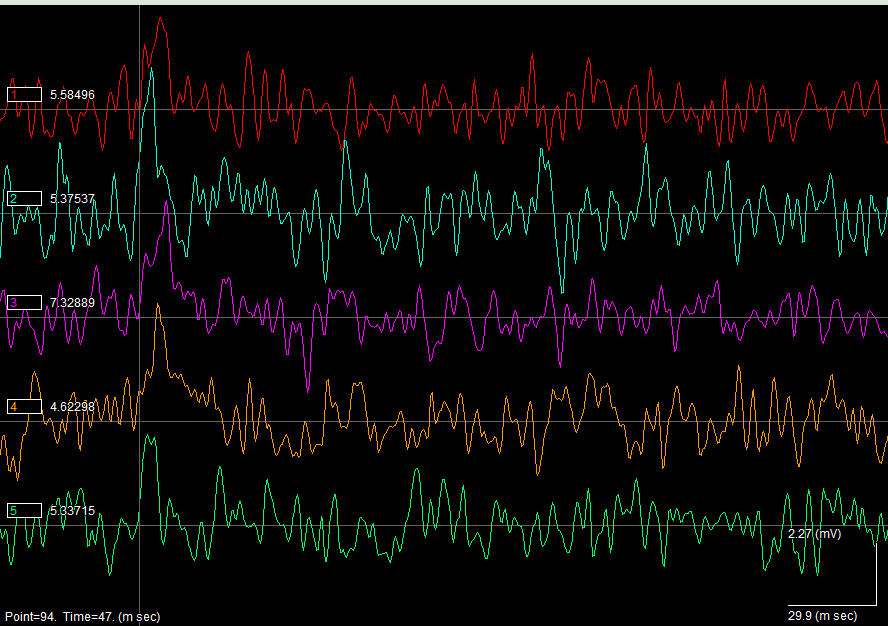 1 5.58496
2 5.37537
3 7.32889
4 4.62298
5 5.33715
2.27 (mV)
29.9 (m sec)
Point=94. Time=47. (m sec)